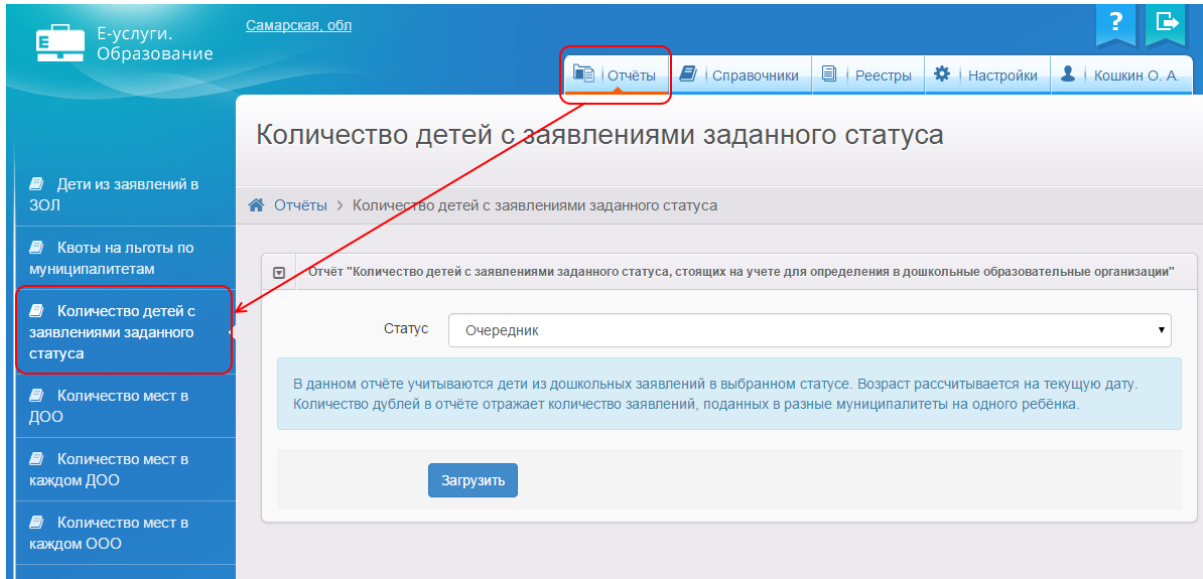 Е-услуги.
Образование
Самарская, обл
?
Отчёты
Справочники
Реестры
Настройки
Кошкин О. А.
Количество детей с заявлениями заданного статуса
Дети из заявлений в
ЗОЛ
Квоты на льготы по
муниципалитетам
Количество детей с
заявлениями заданного
статуса
Количество мест в
ДОО
Количество мест в
каждом ДОО
Количество мест в
каждом ООО
Отчёты > Количество детей с заявлениями заданного статуса
Отчёт "Количество детей с заявлениями заданного статуса, стоящих на учете для определения в дошкольные образовательные организации"
Статус
Очередник
В данном отчёте учитываются дети из дошкольных заявлений в выбранном статусе. Возраст рассчитывается на текущую дату.
Количество дублей в отчёте отражает количество заявлений, поданных в разные муниципалитеты на одного ребёнка.
Загрузить